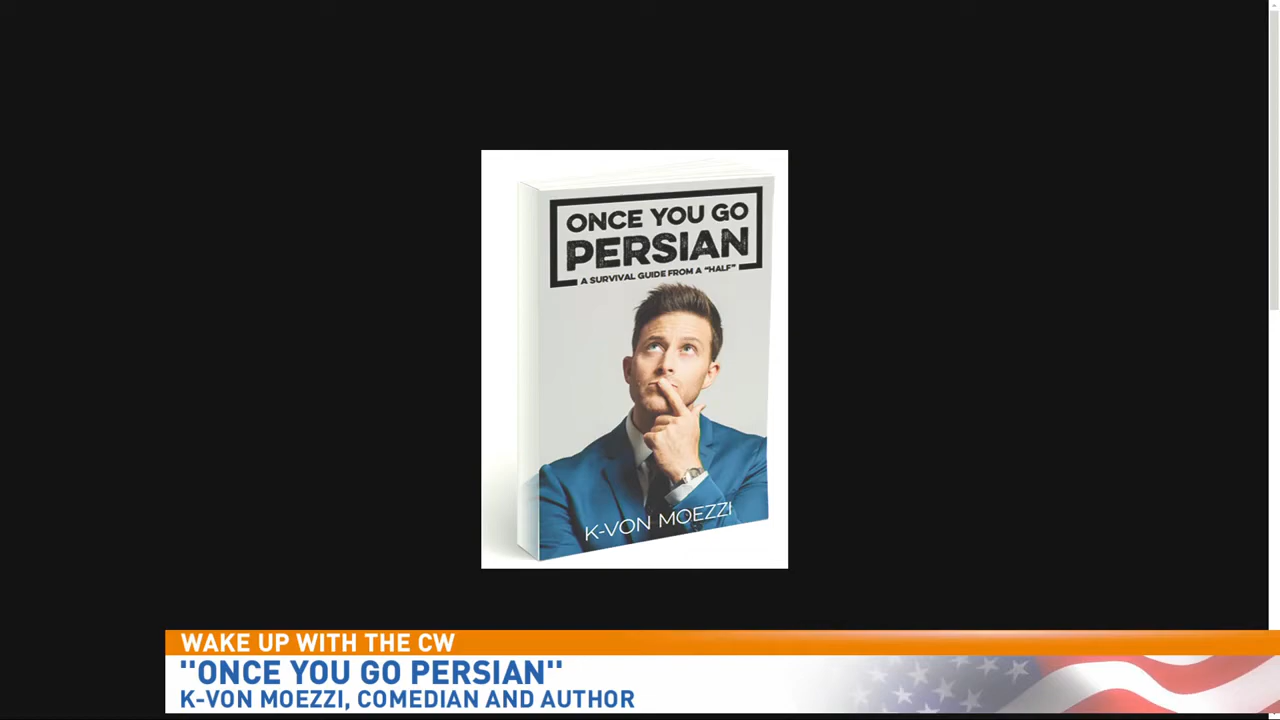 ONCE YOU GO
PERSIAN
A SURVIVAL GUIDE FROM A "HALF"
K-VON MOEZZI
WAKE UP WITH THE CW
"ONCE YOU GO PERSIAN"
K-VON MOEZZI, COMEDIAN AND AUTHOR